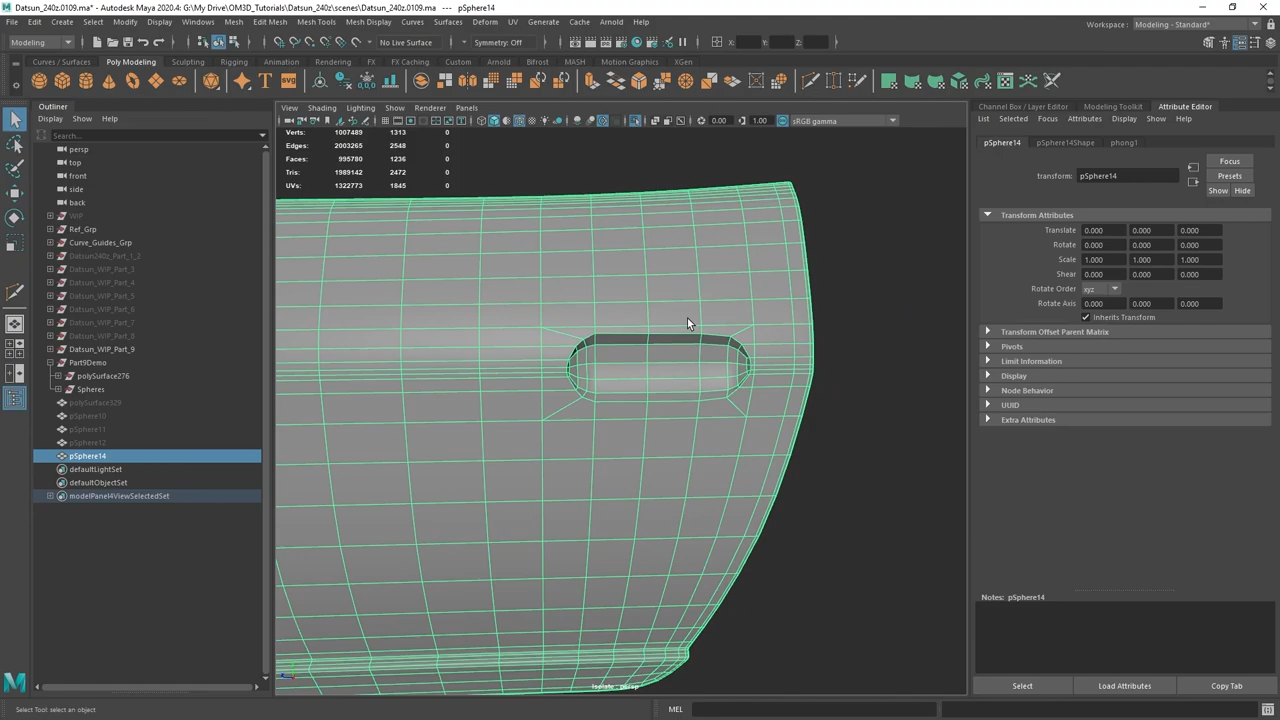 Datsun_240z.0109.ma* - Autodesk Maya 2020.4: G:\My Drive\OM3D_Tutorials\Datsun_240z\scenes\Datsun_240z.0109.ma --- pSphere14
File Edit Create Select Modify Display Windows Mesh Edit Mesh Mesh Tools Mesh Display Curves Surfaces Deform UV Generate Cache Arnold Help
Workspace : Modeling - Standard*
Modeling No Live Surface Symmetry: Off X: Y: Z:
Curves / Surfaces Poly Modeling Sculpting Rigging Animation Rendering FX FX Caching Custom Arnold Bifrost MASH Motion Graphics XGen
Outliner
Display Show Help
Search...
persp
top
front
side
back
WIP
Ref_Grp
Curve_Guides_Grp
Datsun240z_Part_1_2
Datsun_WIP_Part_3
Datsun_WIP_Part_4
Datsun_WIP_Part_5
Datsun_WIP_Part_6
Datsun_WIP_Part_7
Datsun_WIP_Part_8
Datsun_WIP_Part_9
Part9Demo
polySurface276
Spheres
polySurface329
pSphere10
pSphere11
pSphere12
pSphere14
defaultLightSet
defaultObjectSet
modelPanel4ViewSelectedSet
View Shading Lighting Show Renderer Panels
0.00 1.00 sRGB gamma
Verts: 1007489 1313 0
Edges: 2003265 2548 0
Faces: 995780 1236 0
Tris: 1989142 2472 0
UVs: 1322773 1845 0
Isolate : persp
Channel Box / Layer Editor Modeling Toolkit Attribute Editor
List Selected Focus Attributes Display Show Help
pSphere14 pSphere14Shape phong1
transform: pSphere14
Focus
Presets
Show Hide
Transform Attributes
Translate 0.000 0.000 0.000
Rotate 0.000 0.000 0.000
Scale 1.000 1.000 1.000
Shear 0.000 0.000 0.000
Rotate Order xyz
Rotate Axis 0.000 0.000 0.000
Inherits Transform
Transform Offset Parent Matrix
Pivots
Limit Information
Display
Node Behavior
UUID
Extra Attributes
Notes: pSphere14
Select Load Attributes Copy Tab
Select Tool: select an object
MEL